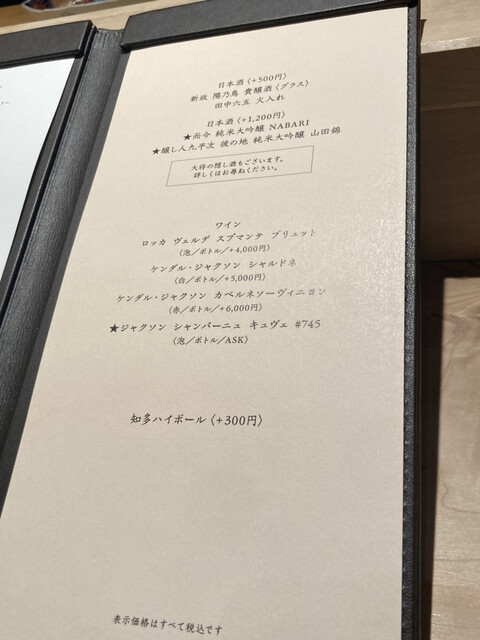 日本酒〈+500円〉
新政 陽乃鳥 貴醸酒〈グラス〉
田中六五 火入れ
日本酒〈+1,200円〉
★而今 純米大吟醸 NABARI
★醸し人九平次 彼の地 純米大吟醸 山田錦
大将の隠し酒もございます。
詳しくはお尋ねください。
ワイン
ロッカ ヴェルデ スプマンテ ブリュット
〈泡/ボトル/+4,000円〉
ケンダル・ジャクソン シャルドネ
〈白/ボトル/+5,000円〉
ケンダル・ジャクソン カベルネソーヴィニヨン
〈赤/ボトル/+6,000円〉
★ジャクソン シャンパーニュ キュヴェ #745
〈泡/ボトル/ASK〉
知多ハイボール〈+300円〉
表示価格はすべて税込です